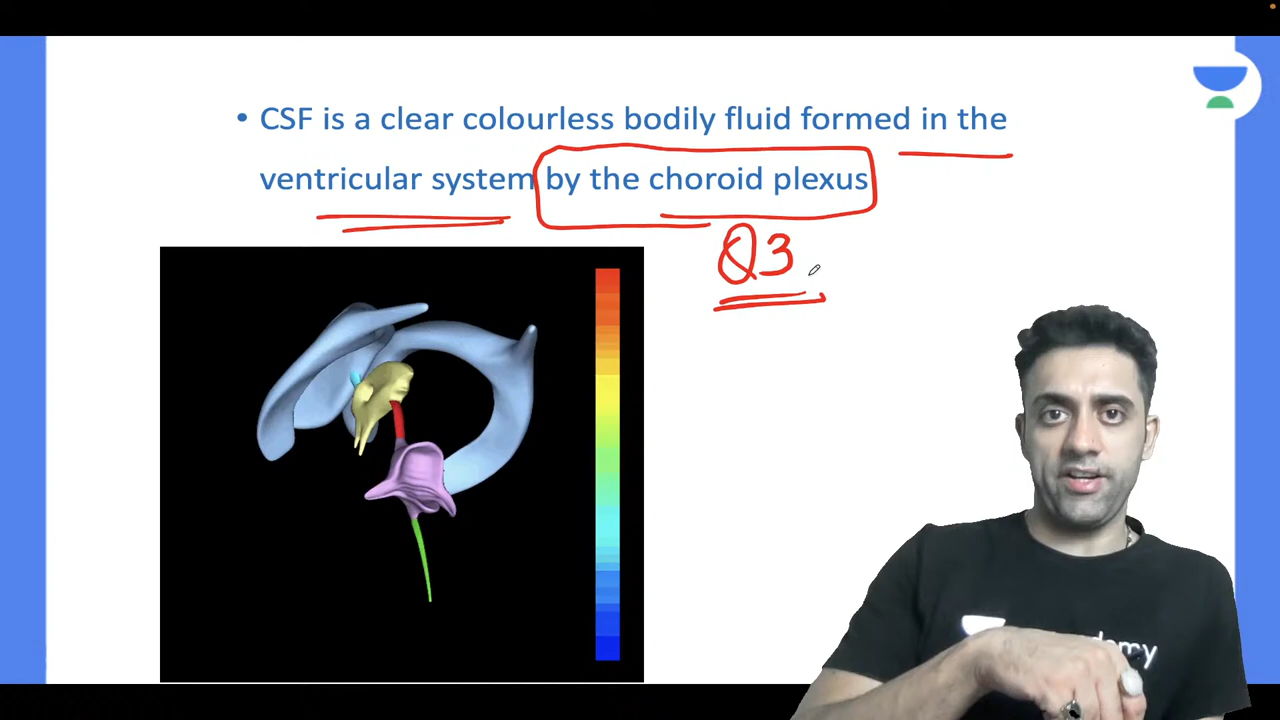 • CSF is a clear colourless bodily fluid formed in the
ventricular system by the choroid plexus
Q3